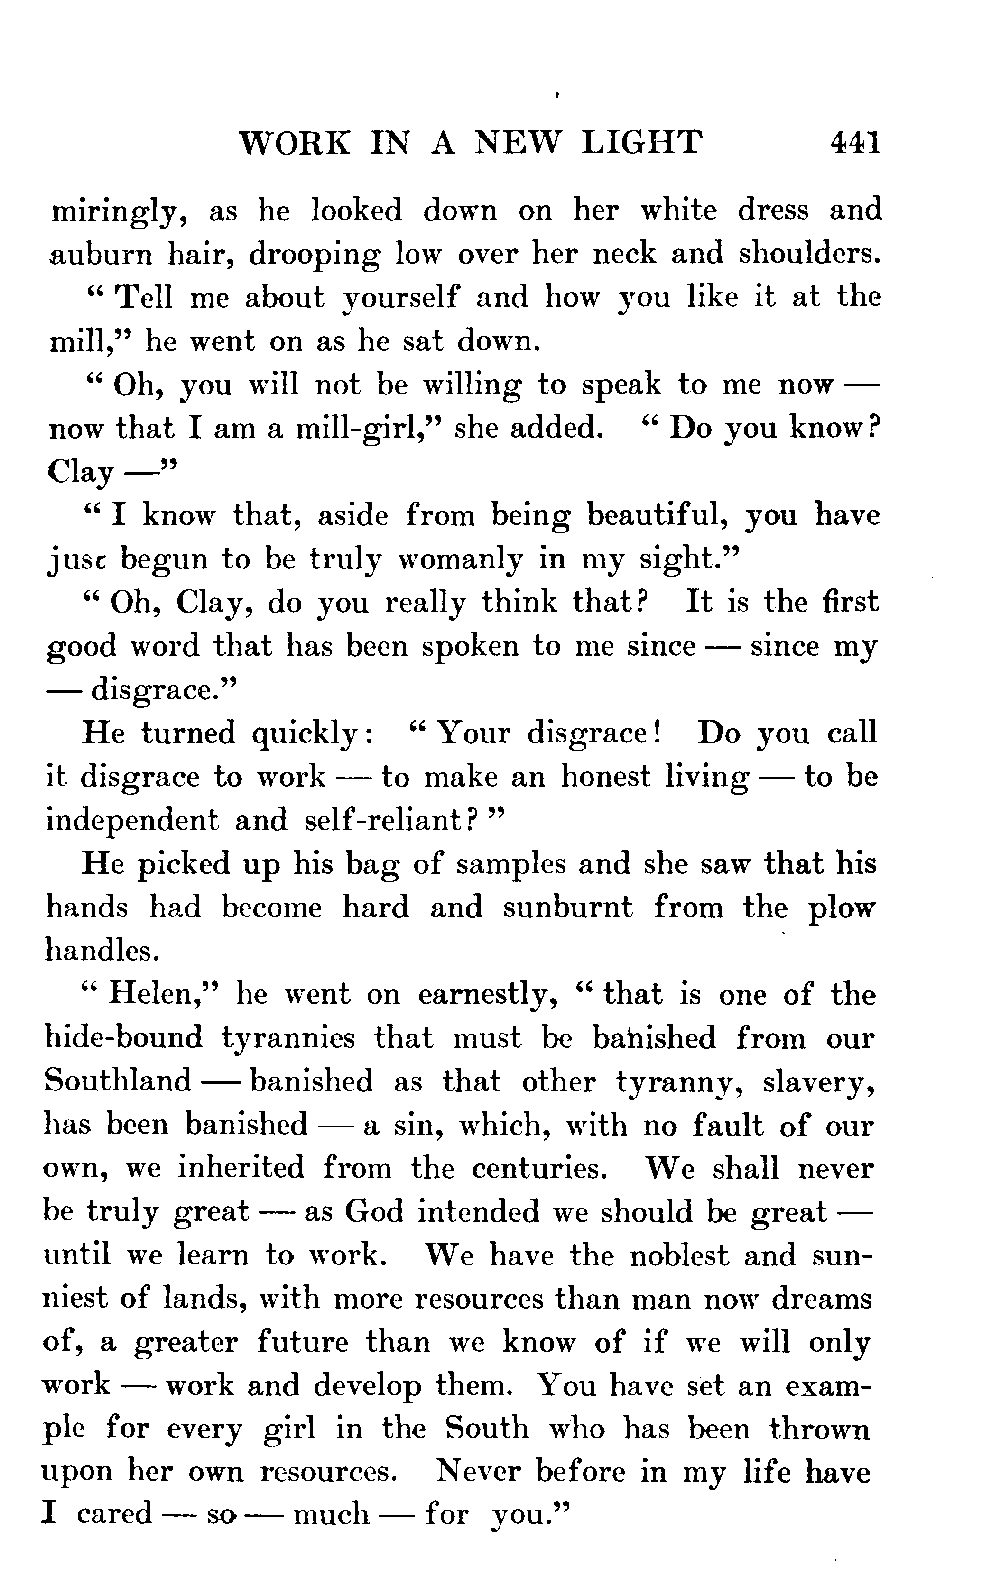 WORK IN A NEW LIGHT 441
miringly, as he looked down on her white dress and
auburn hair, drooping low over her neck and shoulders.
“ Tell me about yourself and how you like it at the
mill,” he went on as he sat down.
“ Oh, you will not be willing to speak to me now —
now that I am a mill-girl,” she added. “ Do you know?
Clay —”
“ I know that, aside from being beautiful, you have
just begun to be truly womanly in my sight.”
“ Oh, Clay, do you really think that? It is the first
good word that has been spoken to me since — since my
— disgrace.”
He turned quickly: “ Your disgrace! Do you call
it disgrace to work — to make an honest living — to be
independent and self-reliant? ”
He picked up his bag of samples and she saw that his
hands had become hard and sunburnt from the plow
handles.
“ Helen,” he went on earnestly, “ that is one of the
hide-bound tyrannies that must be banished from our
Southland — banished as that other tyranny, slavery,
has been banished — a sin, which, with no fault of our
own, we inherited from the centuries. We shall never
be truly great — as God intended we should be great —
until we learn to work. We have the noblest and sun-
niest of lands, with more resources than man now dreams
of, a greater future than we know of if we will only
work — work and develop them. You have set an exam-
ple for every girl in the South who has been thrown
upon her own resources. Never before in my life have
I cared — so — much — for you.”